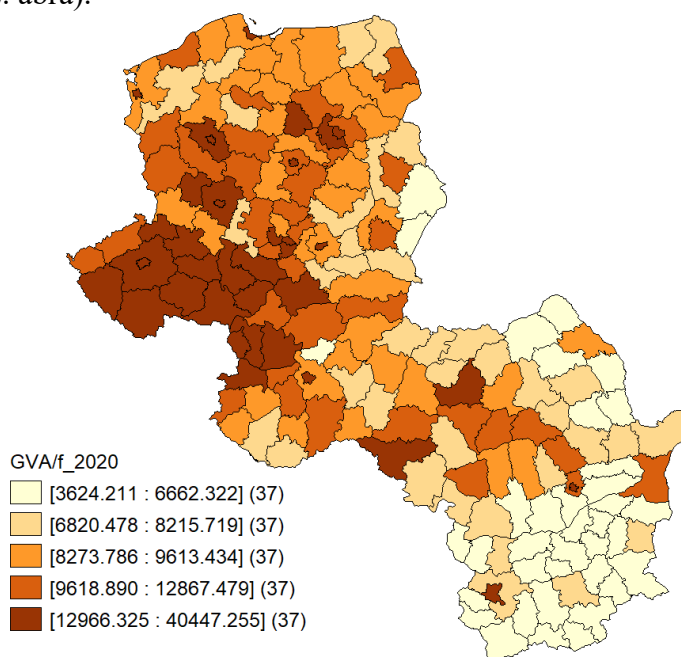 . ábra).
GVA/f_2020
[3624.211 : 6662.322] (37)
[6820.478 : 8215.719] (37)
[8273.786 : 9613.434] (37)
[9618.890 : 12867.479] (37)
[12966.325 : 40447.255] (37)